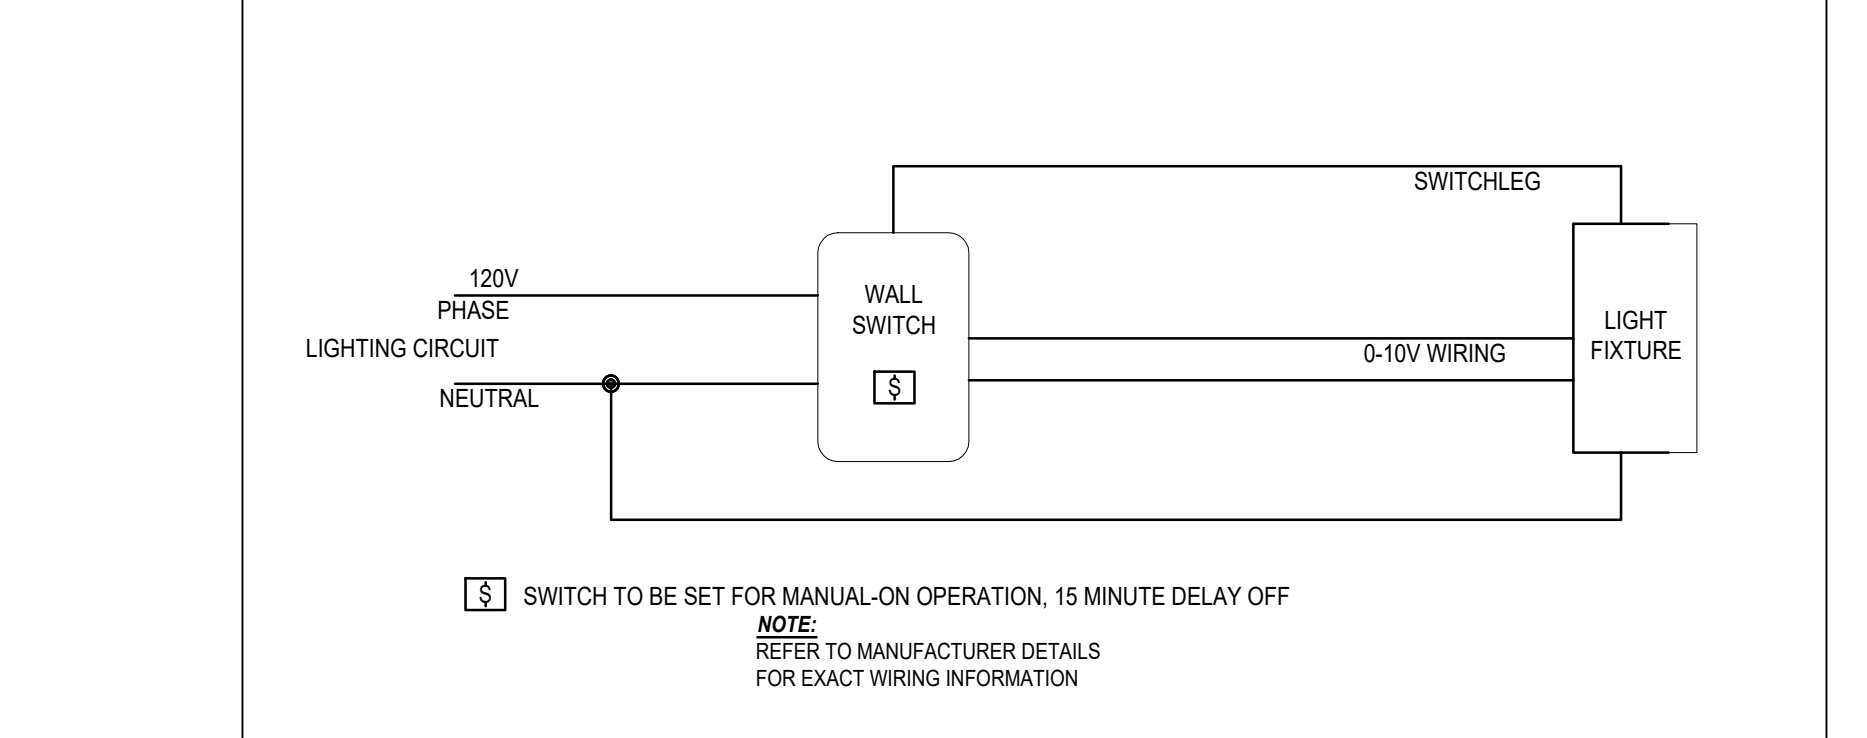 SWITCHLEG
120V
PHASE
WALL
SWITCH
LIGHT
FIXTURE
LIGHTING CIRCUIT
0-10V WIRING
$
NEUTRAL
$ SWITCH TO BE SET FOR MANUAL-ON OPERATION, 15 MINUTE DELAY OFF
NOTE:
REFER TO MANUFACTURER DETAILS
FOR EXACT WIRING INFORMATION